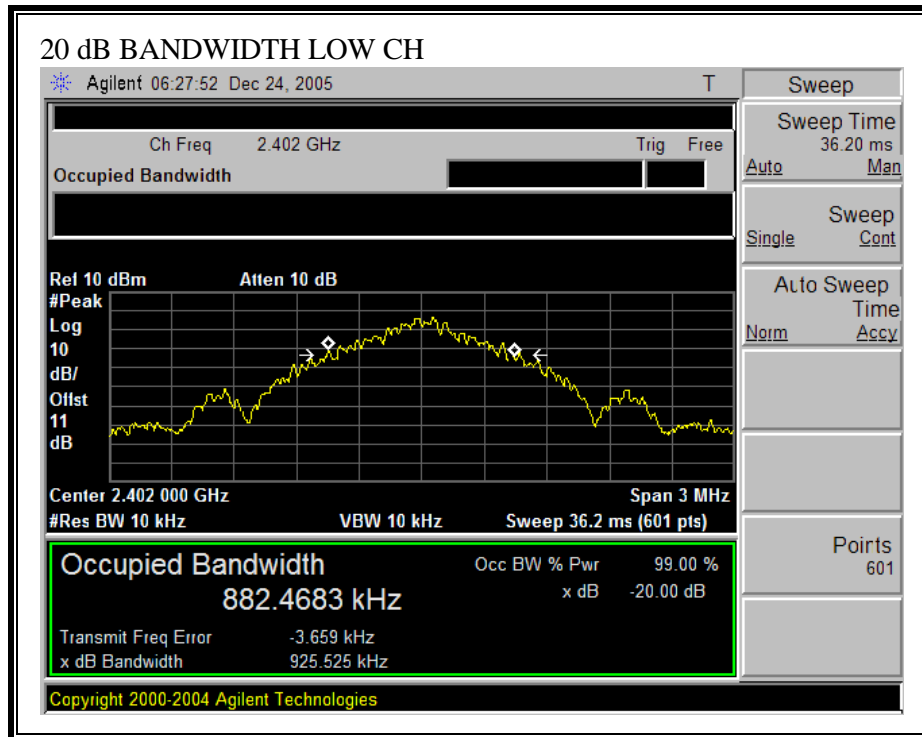 20 dB BANDWIDTH LOW CH
Agilent 06:27:52 Dec 24, 2005 T
Ch Freq 2.402 GHz Trig Free
Occupied Bandwidth
Ref 10 dBm Atten 10 dB
#Peak
Log
10
dB/
Offst
11
dB
Center 2.402 000 GHz Span 3 MHz
#Res BW 10 kHz VBW 10 kHz Sweep 36.2 ms (601 pts)
Occupied Bandwidth
882.4683 kHz
Occ BW % Pwr 99.00 %
x dB -20.00 dB
Transmit Freq Error -3.659 kHz
x dB Bandwidth 925.525 kHz
Copyright 2000-2004 Agilent Technologies
Sweep
Sweep Time
36.20 ms
Auto Man
Sweep
Single Cont
Auto Sweep
Time
Norm Accy
Points
601